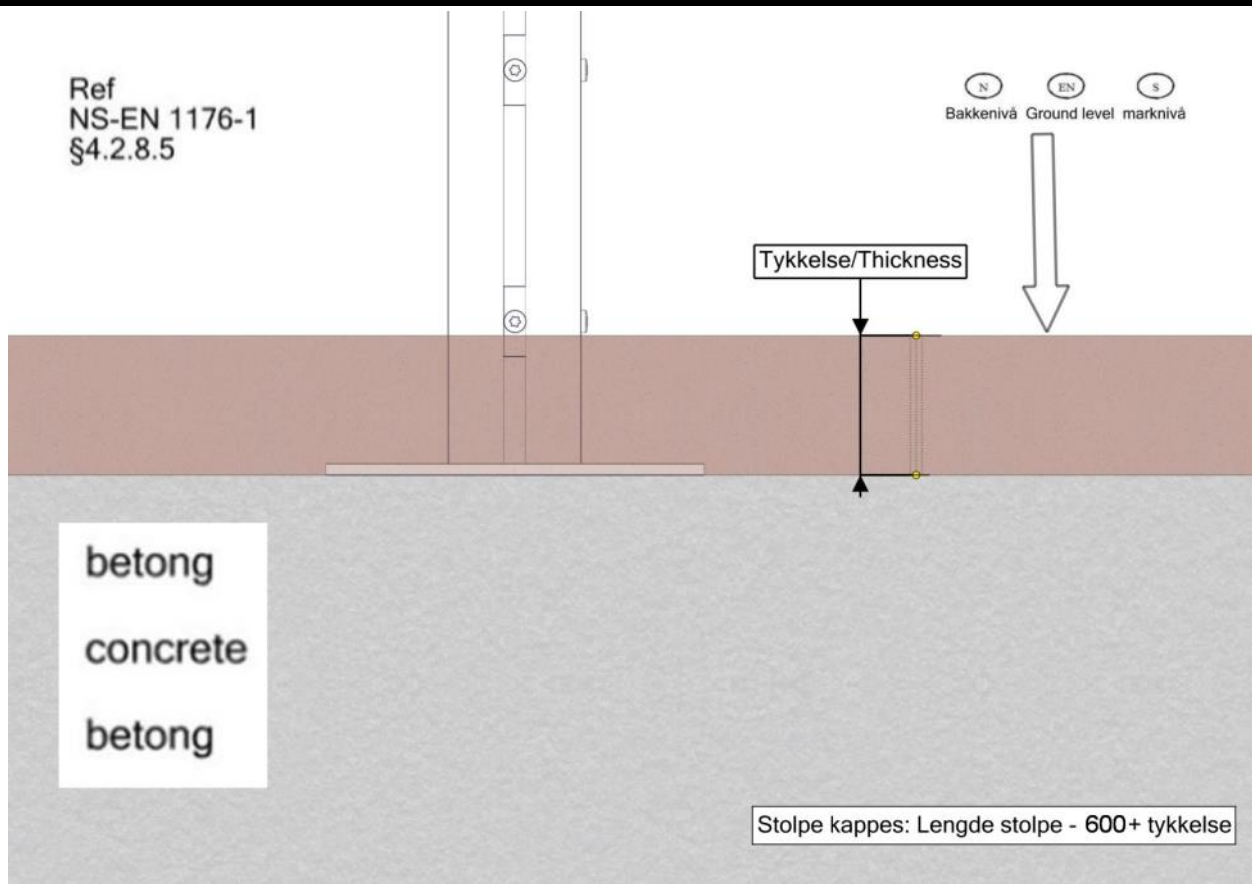 Ref
NS-EN 1176-1
§4.2.8.5
N EN S
Bakkenivå Ground level marknivå
Tykkelse/Thickness
betong
concrete
betong
Stolpe kappes: Lengde stolpe - 600+ tykkelse